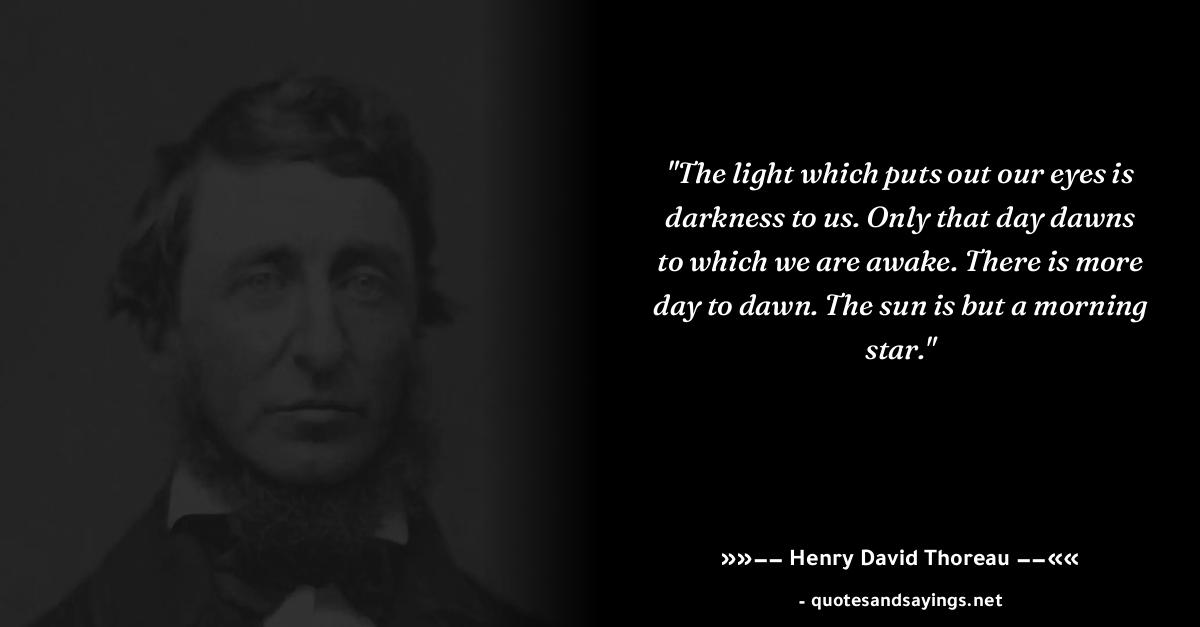 "The light which puts out our eyes is
darkness to us. Only that day dawns
to which we are awake. There is more
day to dawn. The sun is but a morning
star."
»»–– Henry David Thoreau ––««
- quotesandsayings.net